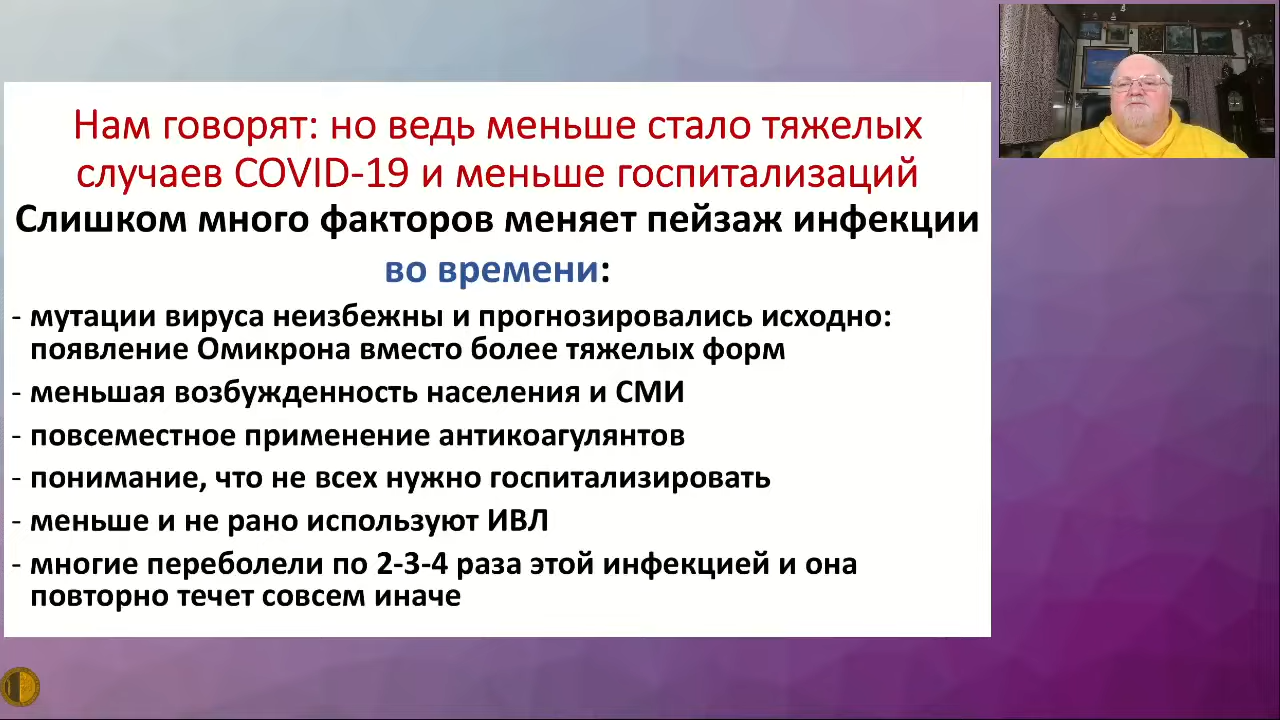 Нам говорят: но ведь меньше стало тяжелых
случаев COVID-19 и меньше госпитализаций
Слишком много факторов меняет пейзаж инфекции
во времени:
- мутации вируса неизбежны и прогнозировались исходно:
появление Омикрона вместо более тяжелых форм
- меньшая возбужденность населения и СМИ
- повсеместное применение антикоагулянтов
- понимание, что не всех нужно госпитализировать
- меньше и не рано используют ИВЛ
- многие переболели по 2-3-4 раза этой инфекцией и она
повторно течет совсем иначе